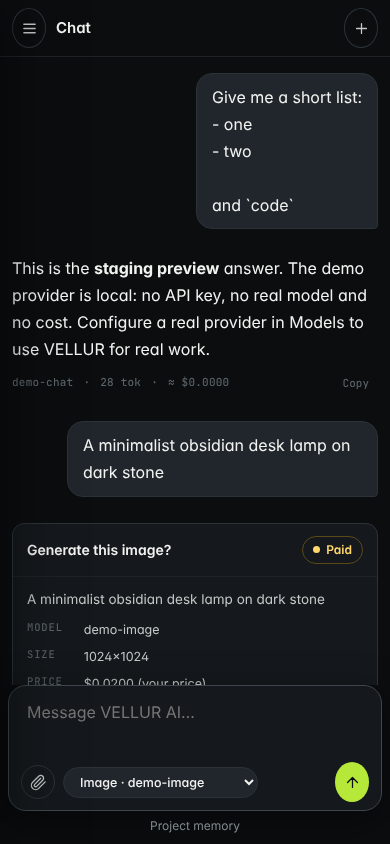 Chat
Give me a short list:
- one
- two
and `code`
This is the staging preview answer. The demo
provider is local: no API key, no real model and
no cost. Configure a real provider in Models to
use VELLUR for real work.
demo-chat · 28 tok · ≈ $0.0000
Copy
A minimalist obsidian desk lamp on
dark stone
Generate this image?
Paid
A minimalist obsidian desk lamp on dark stone
MODEL demo-image
SIZE 1024×1024
PRICE $0.0200 (your price)
Message VELLUR AI...
Image · demo-image
Project memory